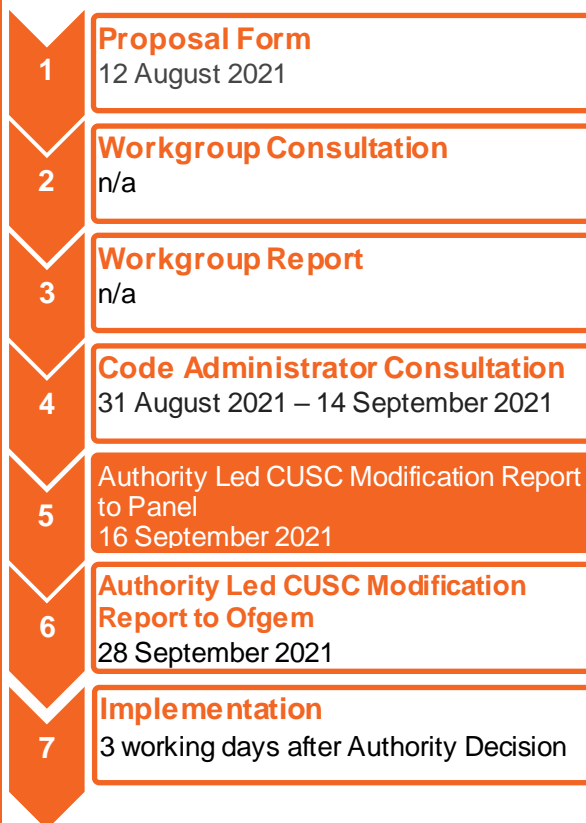 1
Proposal Form
12 August 2021
2
Workgroup Consultation
n/a
3
Workgroup Report
n/a
4
Code Administrator Consultation
31 August 2021 – 14 September 2021
5
Authority Led CUSC Modification Report
to Panel
16 September 2021
6
Authority Led CUSC Modification
Report to Ofgem
28 September 2021
7
Implementation
3 working days after Authority Decision